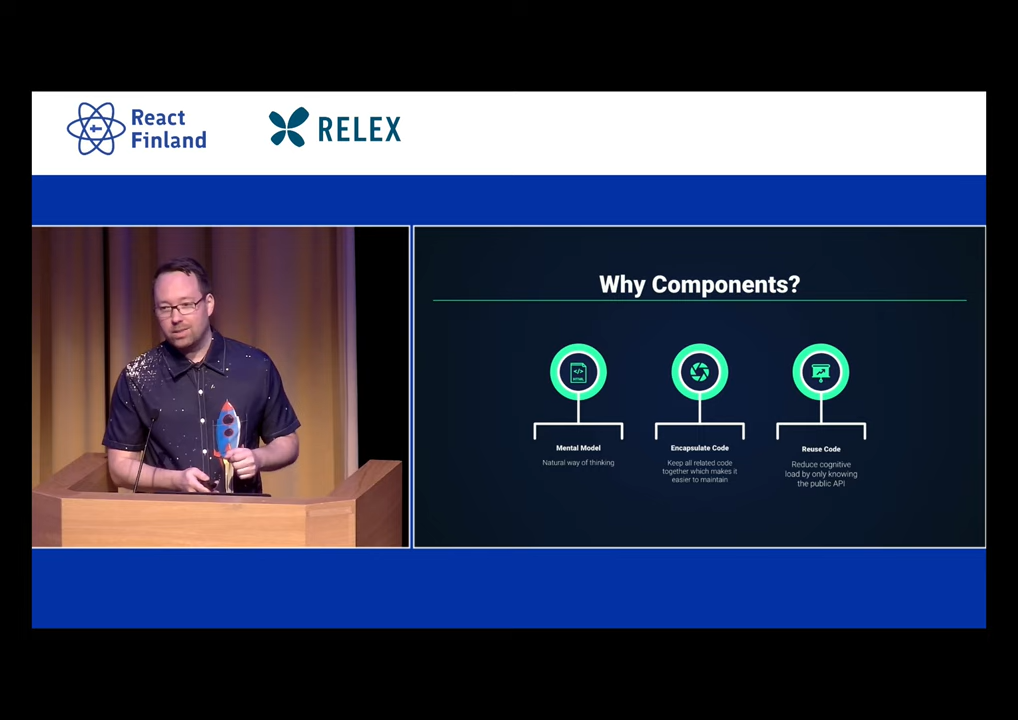 React
Finland
RELEX
Why Components?
Mental Model
Natural way of thinking
Encapsulate Code
Keep all related code
together which makes it
easier to maintain
Reuse Code
Reduce cognitive
load by only knowing
the public API